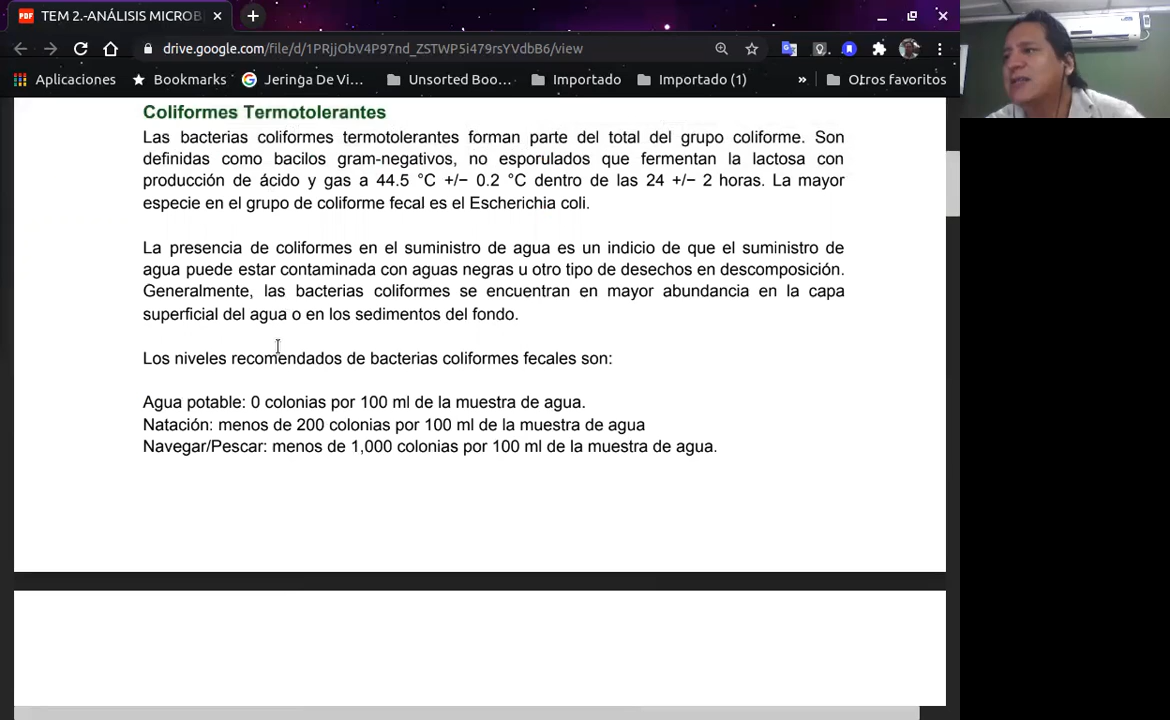 TEM 2.-ANÁLISIS MICROB
drive.google.com/file/d/1PRjjObV4P97nd_ZSTWPSi479rsYVdbB6/view
Aplicaciones Bookmarks Jeringa De Vi... Unsorted Boo... Importado Importado (1) » Otros favoritos
Coliformes Termotolerantes
Las bacterias coliformes termotolerantes forman parte del total del grupo coliforme. Son
definidas como bacilos gram-negativos, no esporulados que fermentan la lactosa con
producción de ácido y gas a 44.5 °C +/− 0.2 °C dentro de las 24 +/− 2 horas. La mayor
especie en el grupo de coliforme fecal es el Escherichia coli.
La presencia de coliformes en el suministro de agua es un indicio de que el suministro de
agua puede estar contaminada con aguas negras u otro tipo de desechos en descomposición.
Generalmente, las bacterias coliformes se encuentran en mayor abundancia en la capa
superficial del agua o en los sedimentos del fondo.
Los niveles recomendados de bacterias coliformes fecales son:
Agua potable: 0 colonias por 100 ml de la muestra de agua.
Natación: menos de 200 colonias por 100 ml de la muestra de agua
Navegar/Pescar: menos de 1,000 colonias por 100 ml de la muestra de agua.